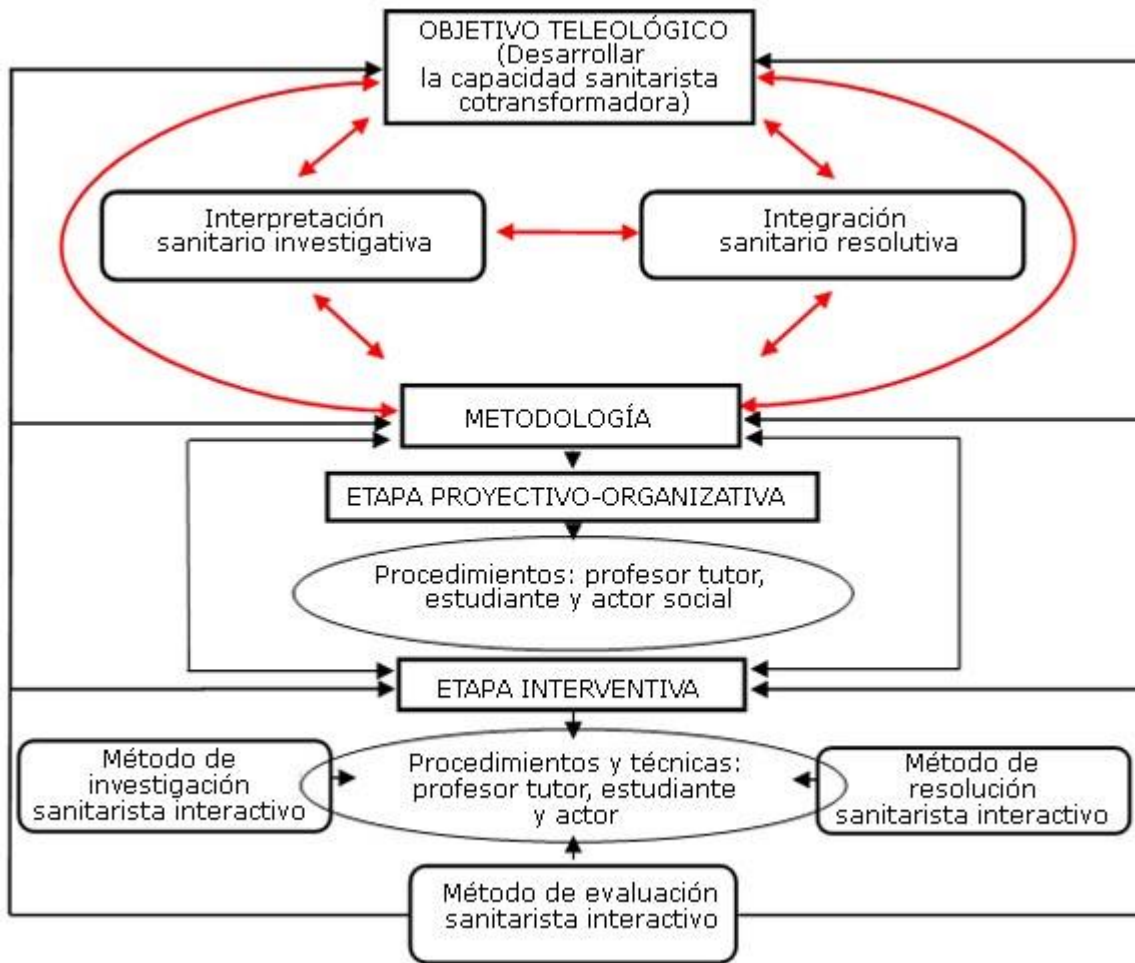 OBJETIVO TELEOLÓGICO
(Desarrollar
la capacidad sanitarista
cotransformadora)
Interpretación
sanitario investigativa
Integración
sanitario resolutiva
METODOLOGÍA
ETAPA PROYECTIVO-ORGANIZATIVA
Procedimientos: profesor tutor,
estudiante y actor social
ETAPA INTERVENTIVA
Método de
investigación
sanitarista interactivo
Procedimientos y técnicas:
profesor tutor, estudiante
y actor
Método de
resolución
sanitarista interactivo
Método de evaluación
sanitarista interactivo